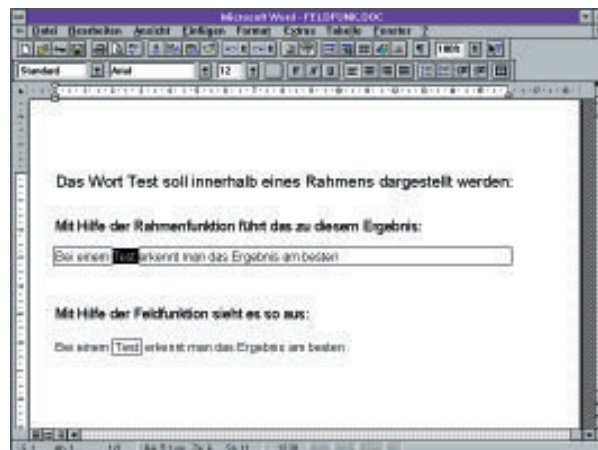 Microsoft Word - FELDFUNK.DOC
Datei Bearbeiten Ansicht Einfügen Format Extras Tabelle Fenster ?
100%
Standard Arial 12 F K U
Das Wort Test soll innerhalb eines Rahmens dargestellt werden:
Mit Hilfe der Rahmenfunktion führt das zu diesem Ergebnis:
Bei einem Test erkennt man das Ergebnis am besten
Mit Hilfe der Feldfunktion sieht es so aus:
Bei einem Test erkennt man das Ergebnis am besten